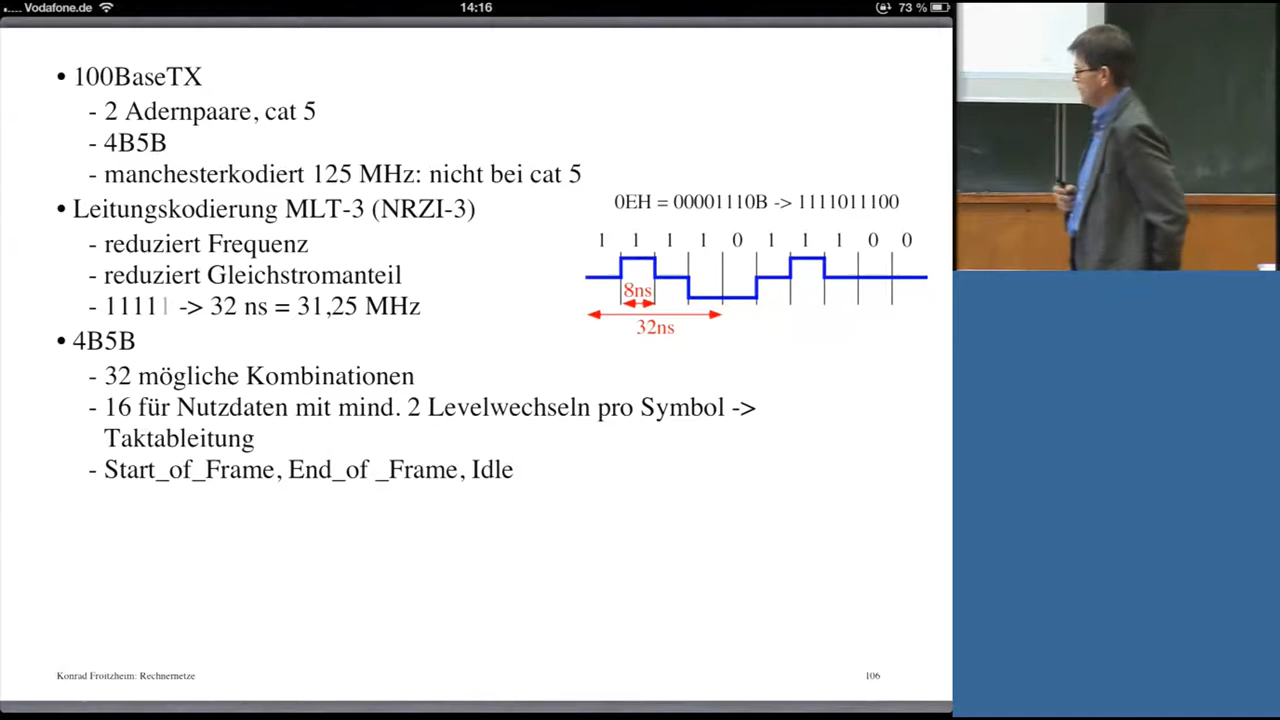 Vodafone.de 14:16 73 %
• 100BaseTX
- 2 Adernpaare, cat 5
- 4B5B
- manchesterkodiert 125 MHz: nicht bei cat 5
• Leitungskodierung MLT-3 (NRZI-3)
- reduziert Frequenz
- reduziert Gleichstromanteil
- 11111 -> 32 ns = 31,25 MHz
0EH = 00001110B -> 1111011100
1 1 1 1 0 1 1 1 0 0
8ns
32ns
• 4B5B
- 32 mögliche Kombinationen
- 16 für Nutzdaten mit mind. 2 Levelwechseln pro Symbol ->
Taktableitung
- Start_of_Frame, End_of _Frame, Idle
Konrad Froitzheim: Rechnernetze 106